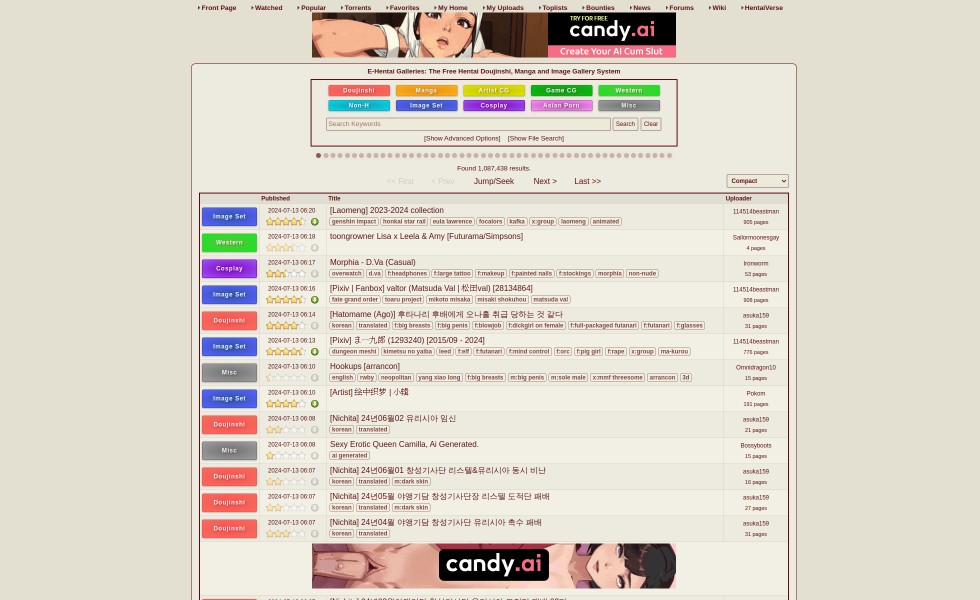 Front Page Watched Popular Torrents Favorites My Home My Uploads Toplists Bounties News Forums Wiki HentaiVerse
TRY FOR FREE
candy.ai
Create Your AI Cum Slut
E-Hentai Galleries: The Free Hentai Doujinshi, Manga and Image Gallery System
Doujinshi Manga Artist CG Game CG Western
Non-H Image Set Cosplay Asian Porn Misc
Search Keywords Search Clear
[Show Advanced Options] [Show File Search]
Found 1,087,438 results.
<< First < Prev Jump/Seek Next > Last >> Compact
Published Title Uploader
Image Set 2024-07-13 06:20 [Laomeng] 2023-2024 collection 114514beastman
genshin impact honkai star rail eula lawrence focalors kafka x:group laomeng animated 905 pages
Western 2024-07-13 06:18 toongrowner Lisa x Leela & Amy [Futurama/Simpsons] Sailormoonesgay
4 pages
Cosplay 2024-07-13 06:17 Morphia - D.Va (Casual) Ironworm
overwatch d.va f:headphones f:large tattoo f:makeup f:painted nails f:stockings morphia non-nude 53 pages
Image Set 2024-07-13 06:16 [Pixiv | Fanbox] valtor (Matsuda Val | 松田val) [28134864] 114514beastman
fate grand order toaru project mikoto misaka misaki shokuhou matsuda val 908 pages
Doujinshi 2024-07-13 06:14 [Hatomame (Ago)] 후타나리 후배에게 오나홀 취급 당하는 것 같다 asuka159
korean translated f:big breasts f:big penis f:blowjob f:dickgirl on female f:full-packaged futanari f:futanari f:glasses 31 pages
Image Set 2024-07-13 06:13 [Pixiv] 一九郎 (1293240) [2015/09 - 2024] 114514beastman
dungeon meshi kimetsu no yaiba leed f:elf f:futanari f:mind control f:orc f:pig girl f:rape x:group ma-kurou 776 pages
Misc 2024-07-13 06:10 Hookups [arrancon] Omnidragon10
english rwby neopolitan yang xiao long f:big breasts m:big penis m:sole male x:mmf threesome arrancon 3d 15 pages
Image Set 2024-07-13 06:10 [Artist] 绘中织梦 | 小鏡 Pokom
191 pages
Doujinshi 2024-07-13 06:08 [Nichita] 24년06월02 유리시아 임신 asuka159
korean translated 21 pages
Misc 2024-07-13 06:08 Sexy Erotic Queen Camilla, Ai Generated. Bossyboots
ai generated 15 pages
Doujinshi 2024-07-13 06:07 [Nichita] 24년06월01 창성기사단 리스텔&유리시아 동시 비난 asuka159
korean translated m:dark skin 16 pages
Doujinshi 2024-07-13 06:07 [Nichita] 24년05월 야앵기담 창성기사단장 리스텔 도적단 패배 asuka159
korean translated m:dark skin 27 pages
Doujinshi 2024-07-13 06:07 [Nichita] 24년04월 야앵기담 창성기사단 유리시아 촉수 패배 asuka159
korean translated 31 pages
candy.ai